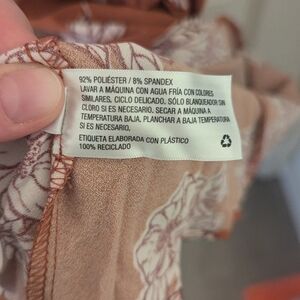 92% POLIÉSTER / 8% SPANDEX
LAVAR A MÁQUINA CON AGUA FRÍA CON COLORES
SIMILARES, CICLO DELICADO. SÓLO BLANQUEADOR SIN
CLORO SI ES NECESARIO. SECAR A MÁQUINA A
TEMPERATURA BAJA. PLANCHAR A BAJA TEMPERATURA
SI ES NECESARIO.
ETIQUETA ELABORADA CON PLÁSTICO
100% RECICLADO